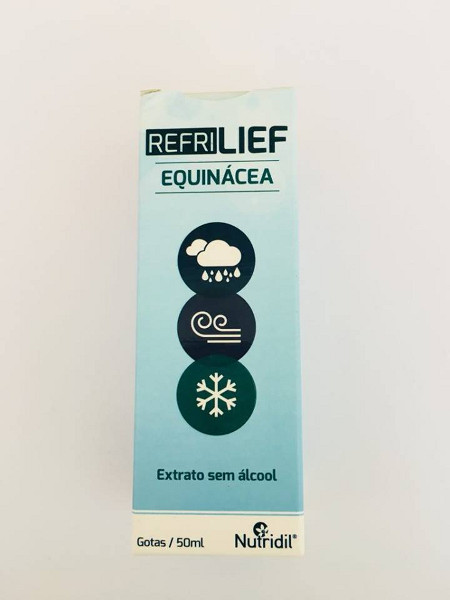 REFRILIEF
EQUINÁCEA
Extrato sem álcool
Gotas / 50ml
Nutridil®